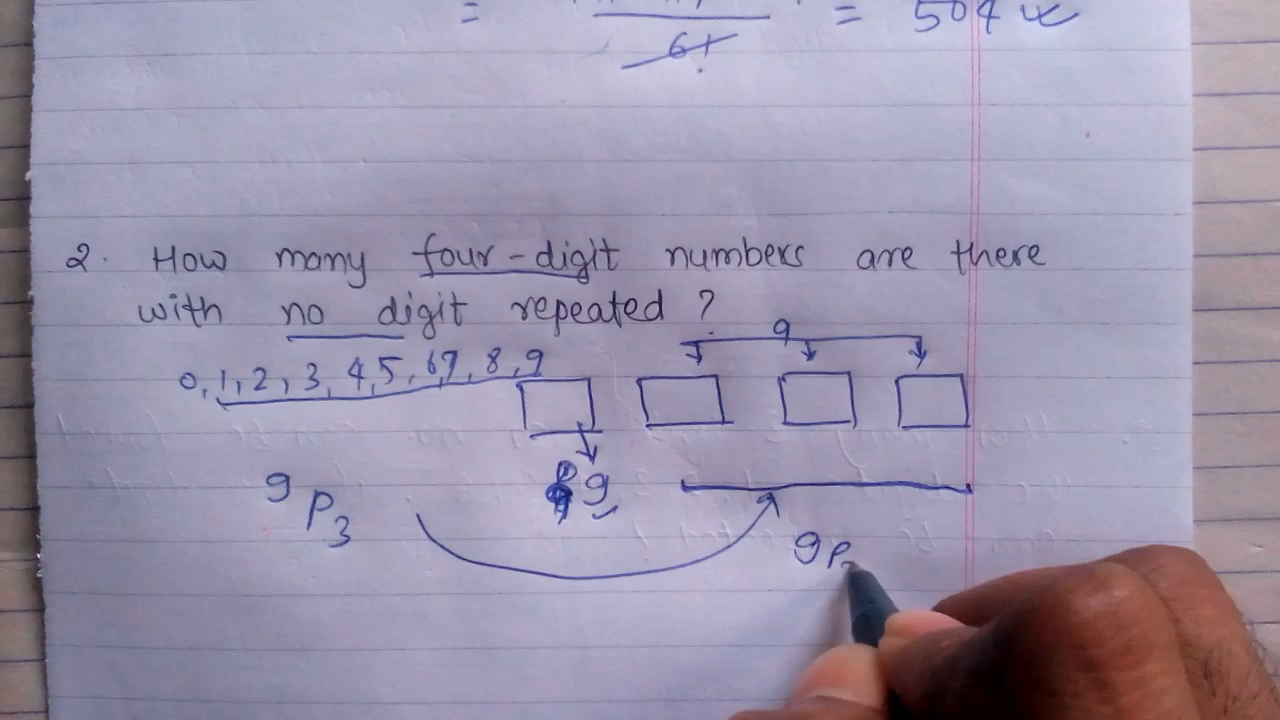 = 6! = 504
2. How many four-digit numbers are there
with no digit repeated ?
9
0, 1, 2, 3, 4, 5, 6, 7, 8, 9
9
9P3
9P